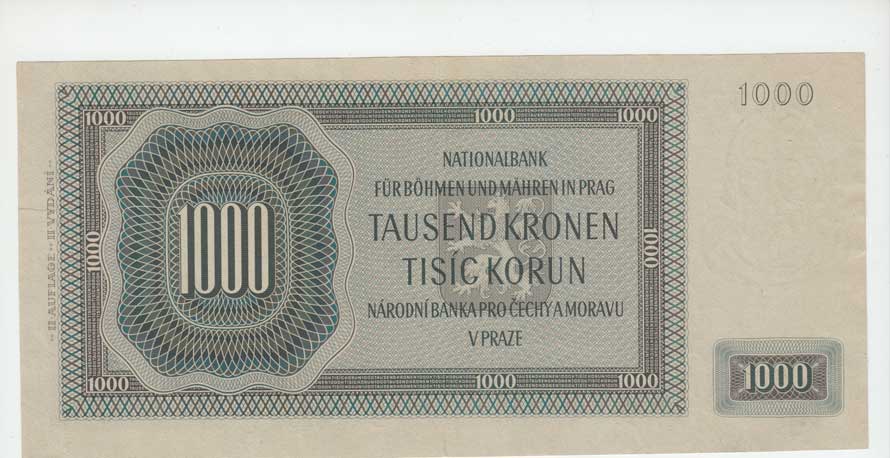 1000
1000 1000 1000
NATIONALBANK
FÜR BÖHMEN UND MÄHREN IN PRAG
TAUSEND KRONEN
TISÍC KORUN
NÁRODNÍ BANKA PRO ČECHY A MORAVU
V PRAZE
1000
1000
1000
1000 1000 1000
1000
II AUFLAGE ** II VYDÁNÍ